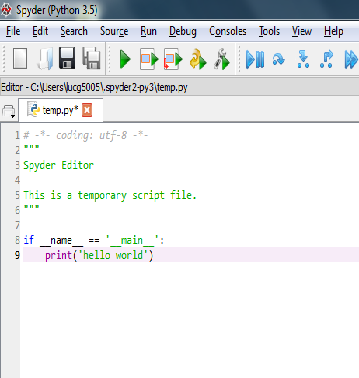 Spyder (Python 3.5)
File Edit Search Source Run Debug Consoles Tools View Help
Editor - C:\Users\lucg5005\.spyder2-py3\temp.py
temp.py*
1 # -*- coding: utf-8 -*-
2 """
3 Spyder Editor
4
5 This is a temporary script file.
6 """
7
8 if __name__ == '__main__':
9 print('hello world')